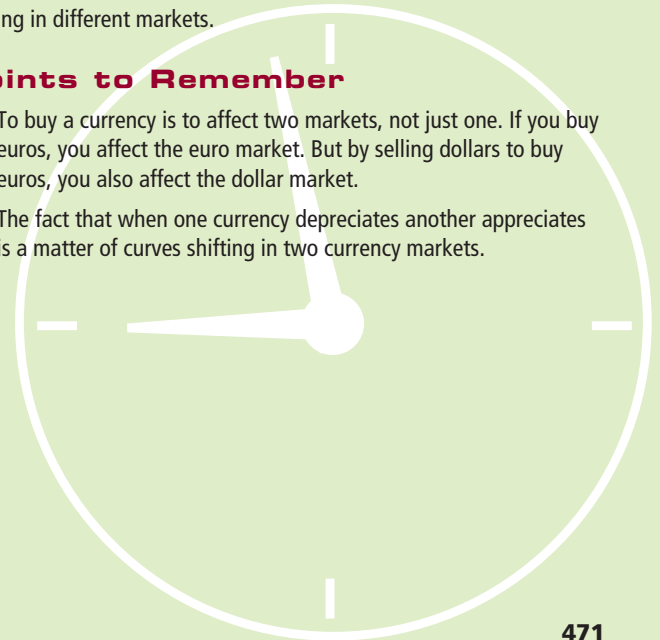 ng in different markets.
ints to Remember
To buy a currency is to affect two markets, not just one. If you buy
euros, you affect the euro market. But by selling dollars to buy
euros, you also affect the dollar market.
The fact that when one currency depreciates another appreciates
is a matter of curves shifting in two currency markets.
471